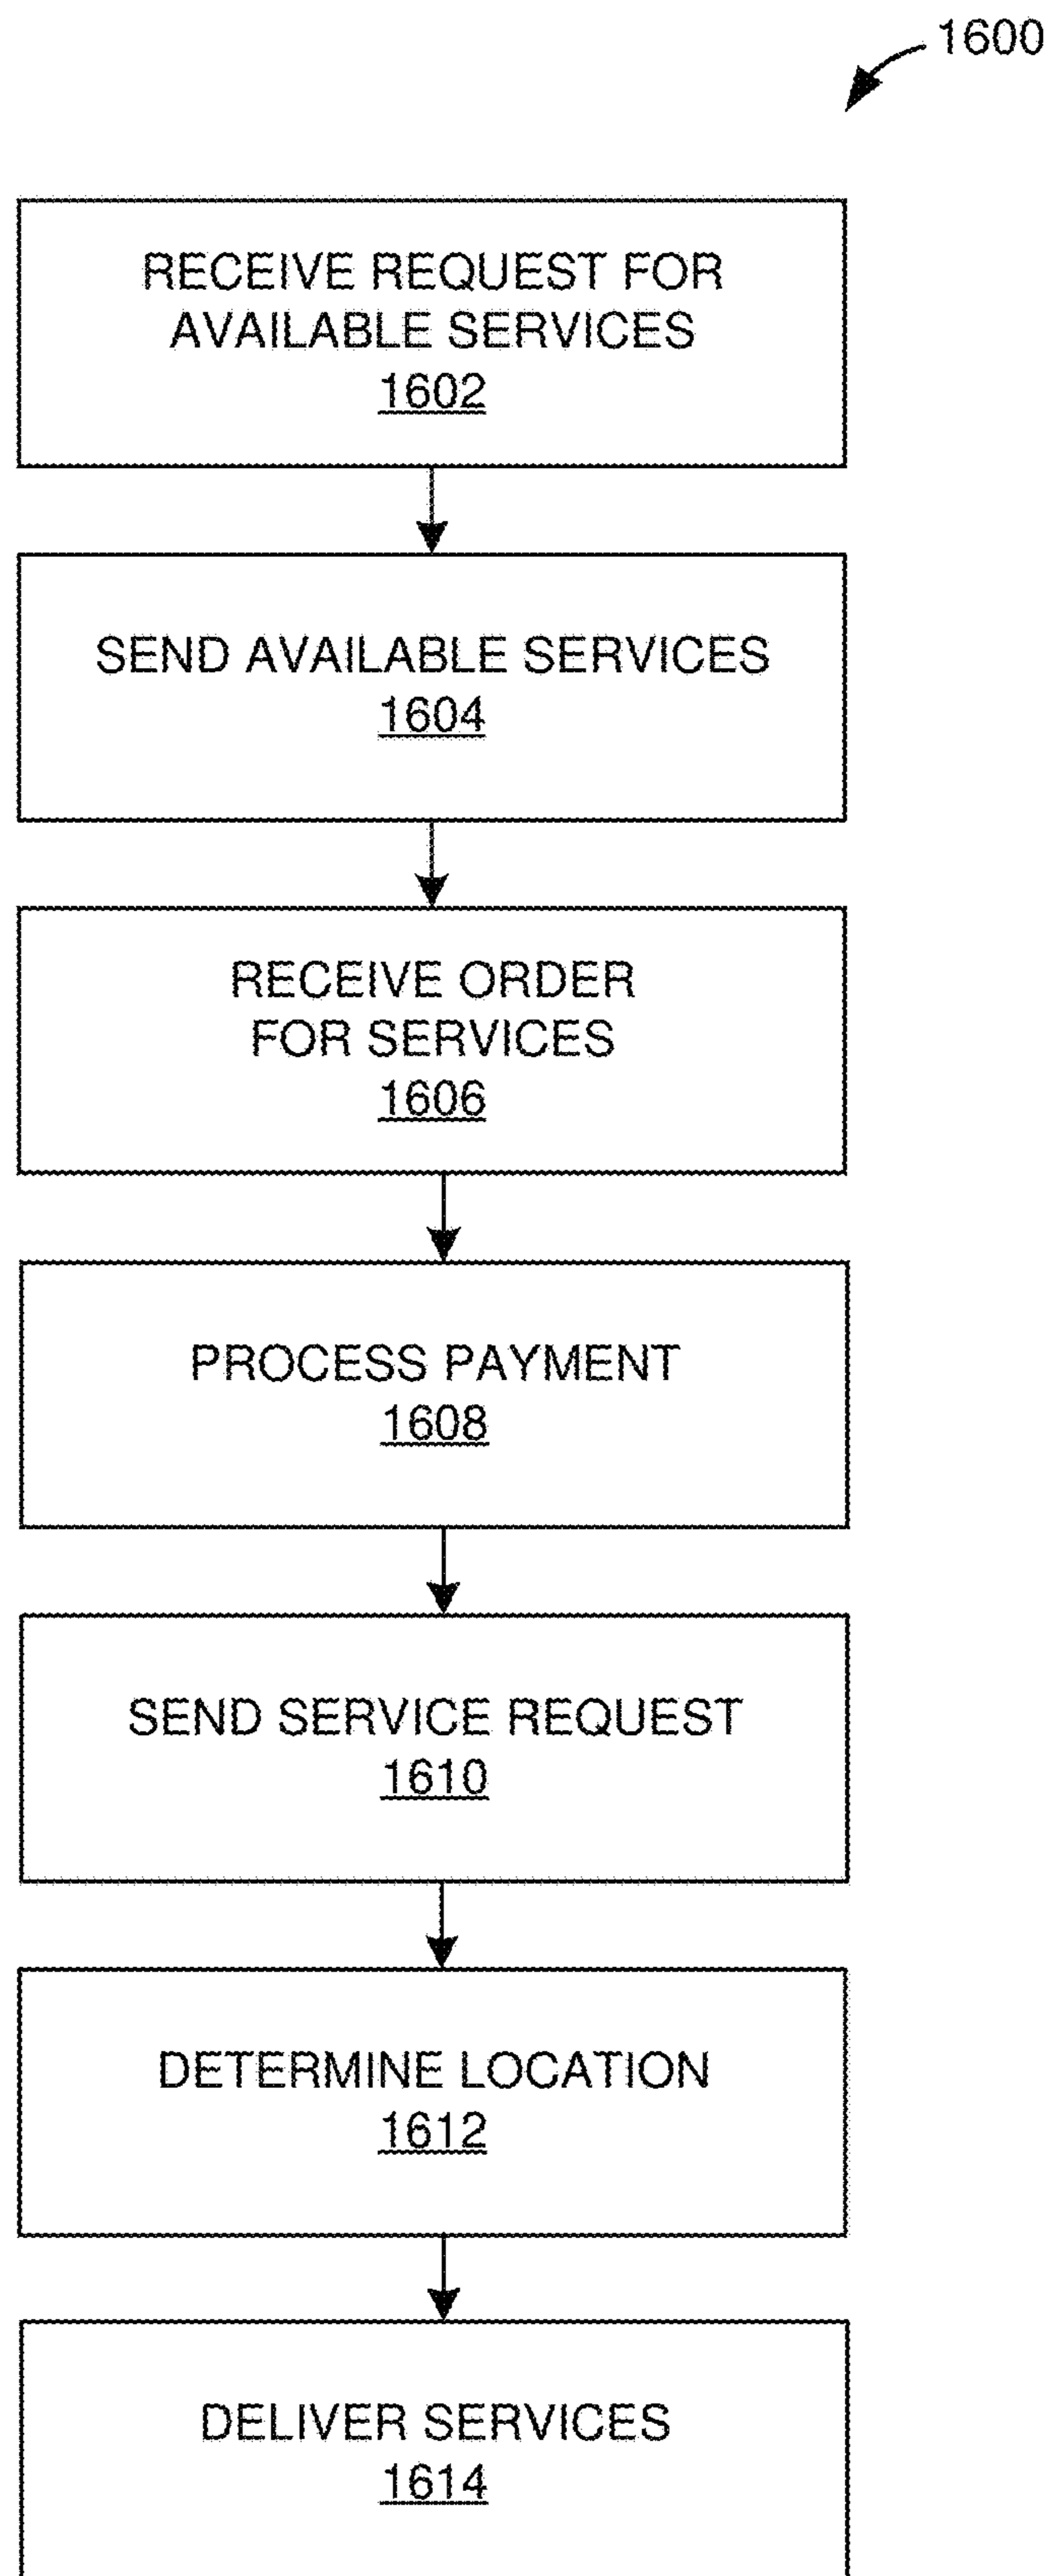 1600
RECEIVE REQUEST FOR
AVAILABLE SERVICES
1602
SEND AVAILABLE SERVICES
1604
RECEIVE ORDER
FOR SERVICES
1606
PROCESS PAYMENT
1608
SEND SERVICE REQUEST
1610
DETERMINE LOCATION
1612
DELIVER SERVICES
1614